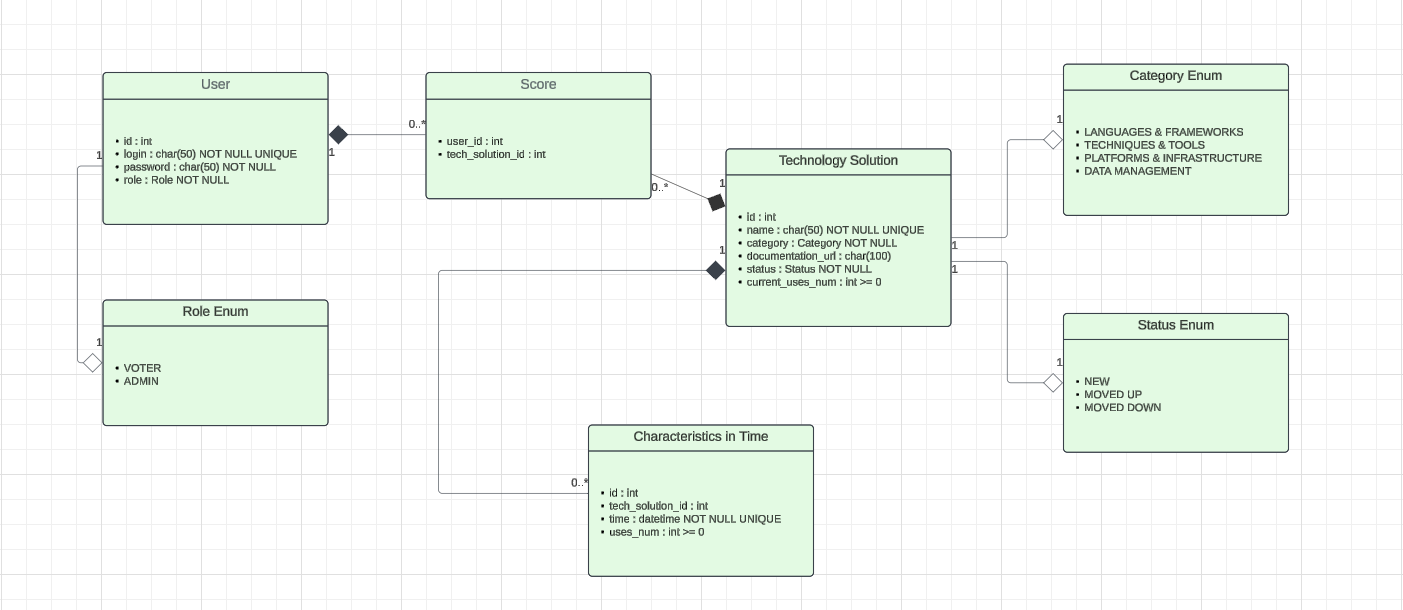 User
• id : int
• login : char(50) NOT NULL UNIQUE
• password : char(50) NOT NULL
• role : Role NOT NULL
1
1
0..*
Score
• user_id : int
• tech_solution_id : int
0..*
1
Technology Solution
• id : int
• name : char(50) NOT NULL UNIQUE
• category : Category NOT NULL
• documentation_url : char(100)
• status : Status NOT NULL
• current_uses_num : int >= 0
1
1
1
Category Enum
1
• LANGUAGES & FRAMEWORKS
• TECHNIQUES & TOOLS
• PLATFORMS & INFRASTRUCTURE
• DATA MANAGEMENT
Role Enum
1
• VOTER
• ADMIN
Status Enum
1
• NEW
• MOVED UP
• MOVED DOWN
Characteristics in Time
0..*
• id : int
• tech_solution_id : int
• time : datetime NOT NULL UNIQUE
• uses_num : int >= 0